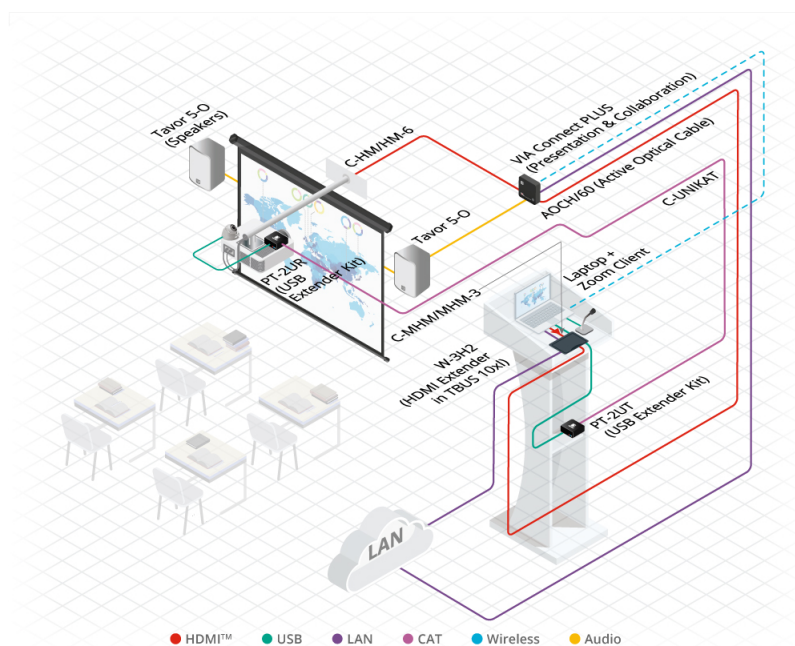 Tavor 5-O
(Speakers)
C-HM/HM-6
VIA Connect PLUS
(Presentation & Collaboration)
AOCH/60 (Active Optical Cable)
C-UNIKAT
Tavor 5-O
PT-2UR
(USB
Extender Kit)
C-MHM/MHM-3
Laptop +
Zoom Client
W-3H2
(HDMI Extender
in TBUS 10xl)
PT-2UT
(USB Extender Kit)
LAN
HDMI™
USB
LAN
CAT
Wireless
Audio